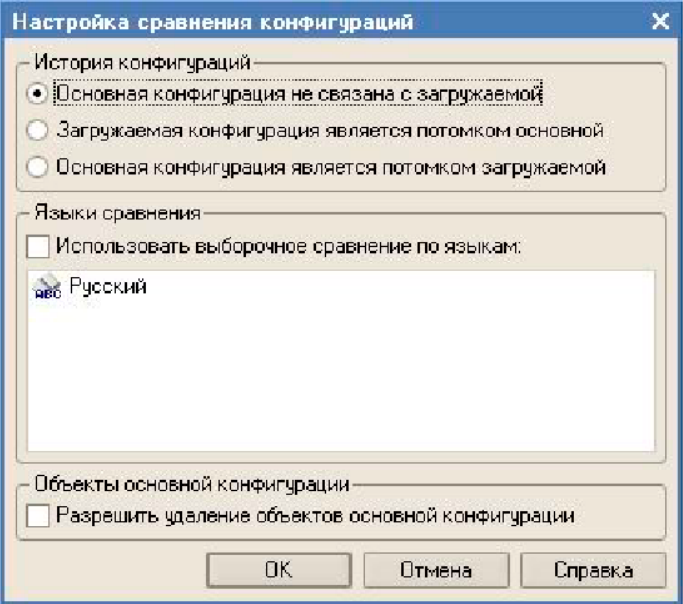 Настройка сравнения конфигураций
История конфигураций
Основная конфигурация не связана с загружаемой
Загружаемая конфигурация является потомком основной
Основная конфигурация является потомком загружаемой
Языки сравнения
Использовать выборочное сравнение по языкам:
ABC Русский
Объекты основной конфигурации
Разрешить удаление объектов основной конфигурации
OK Отмена Справка